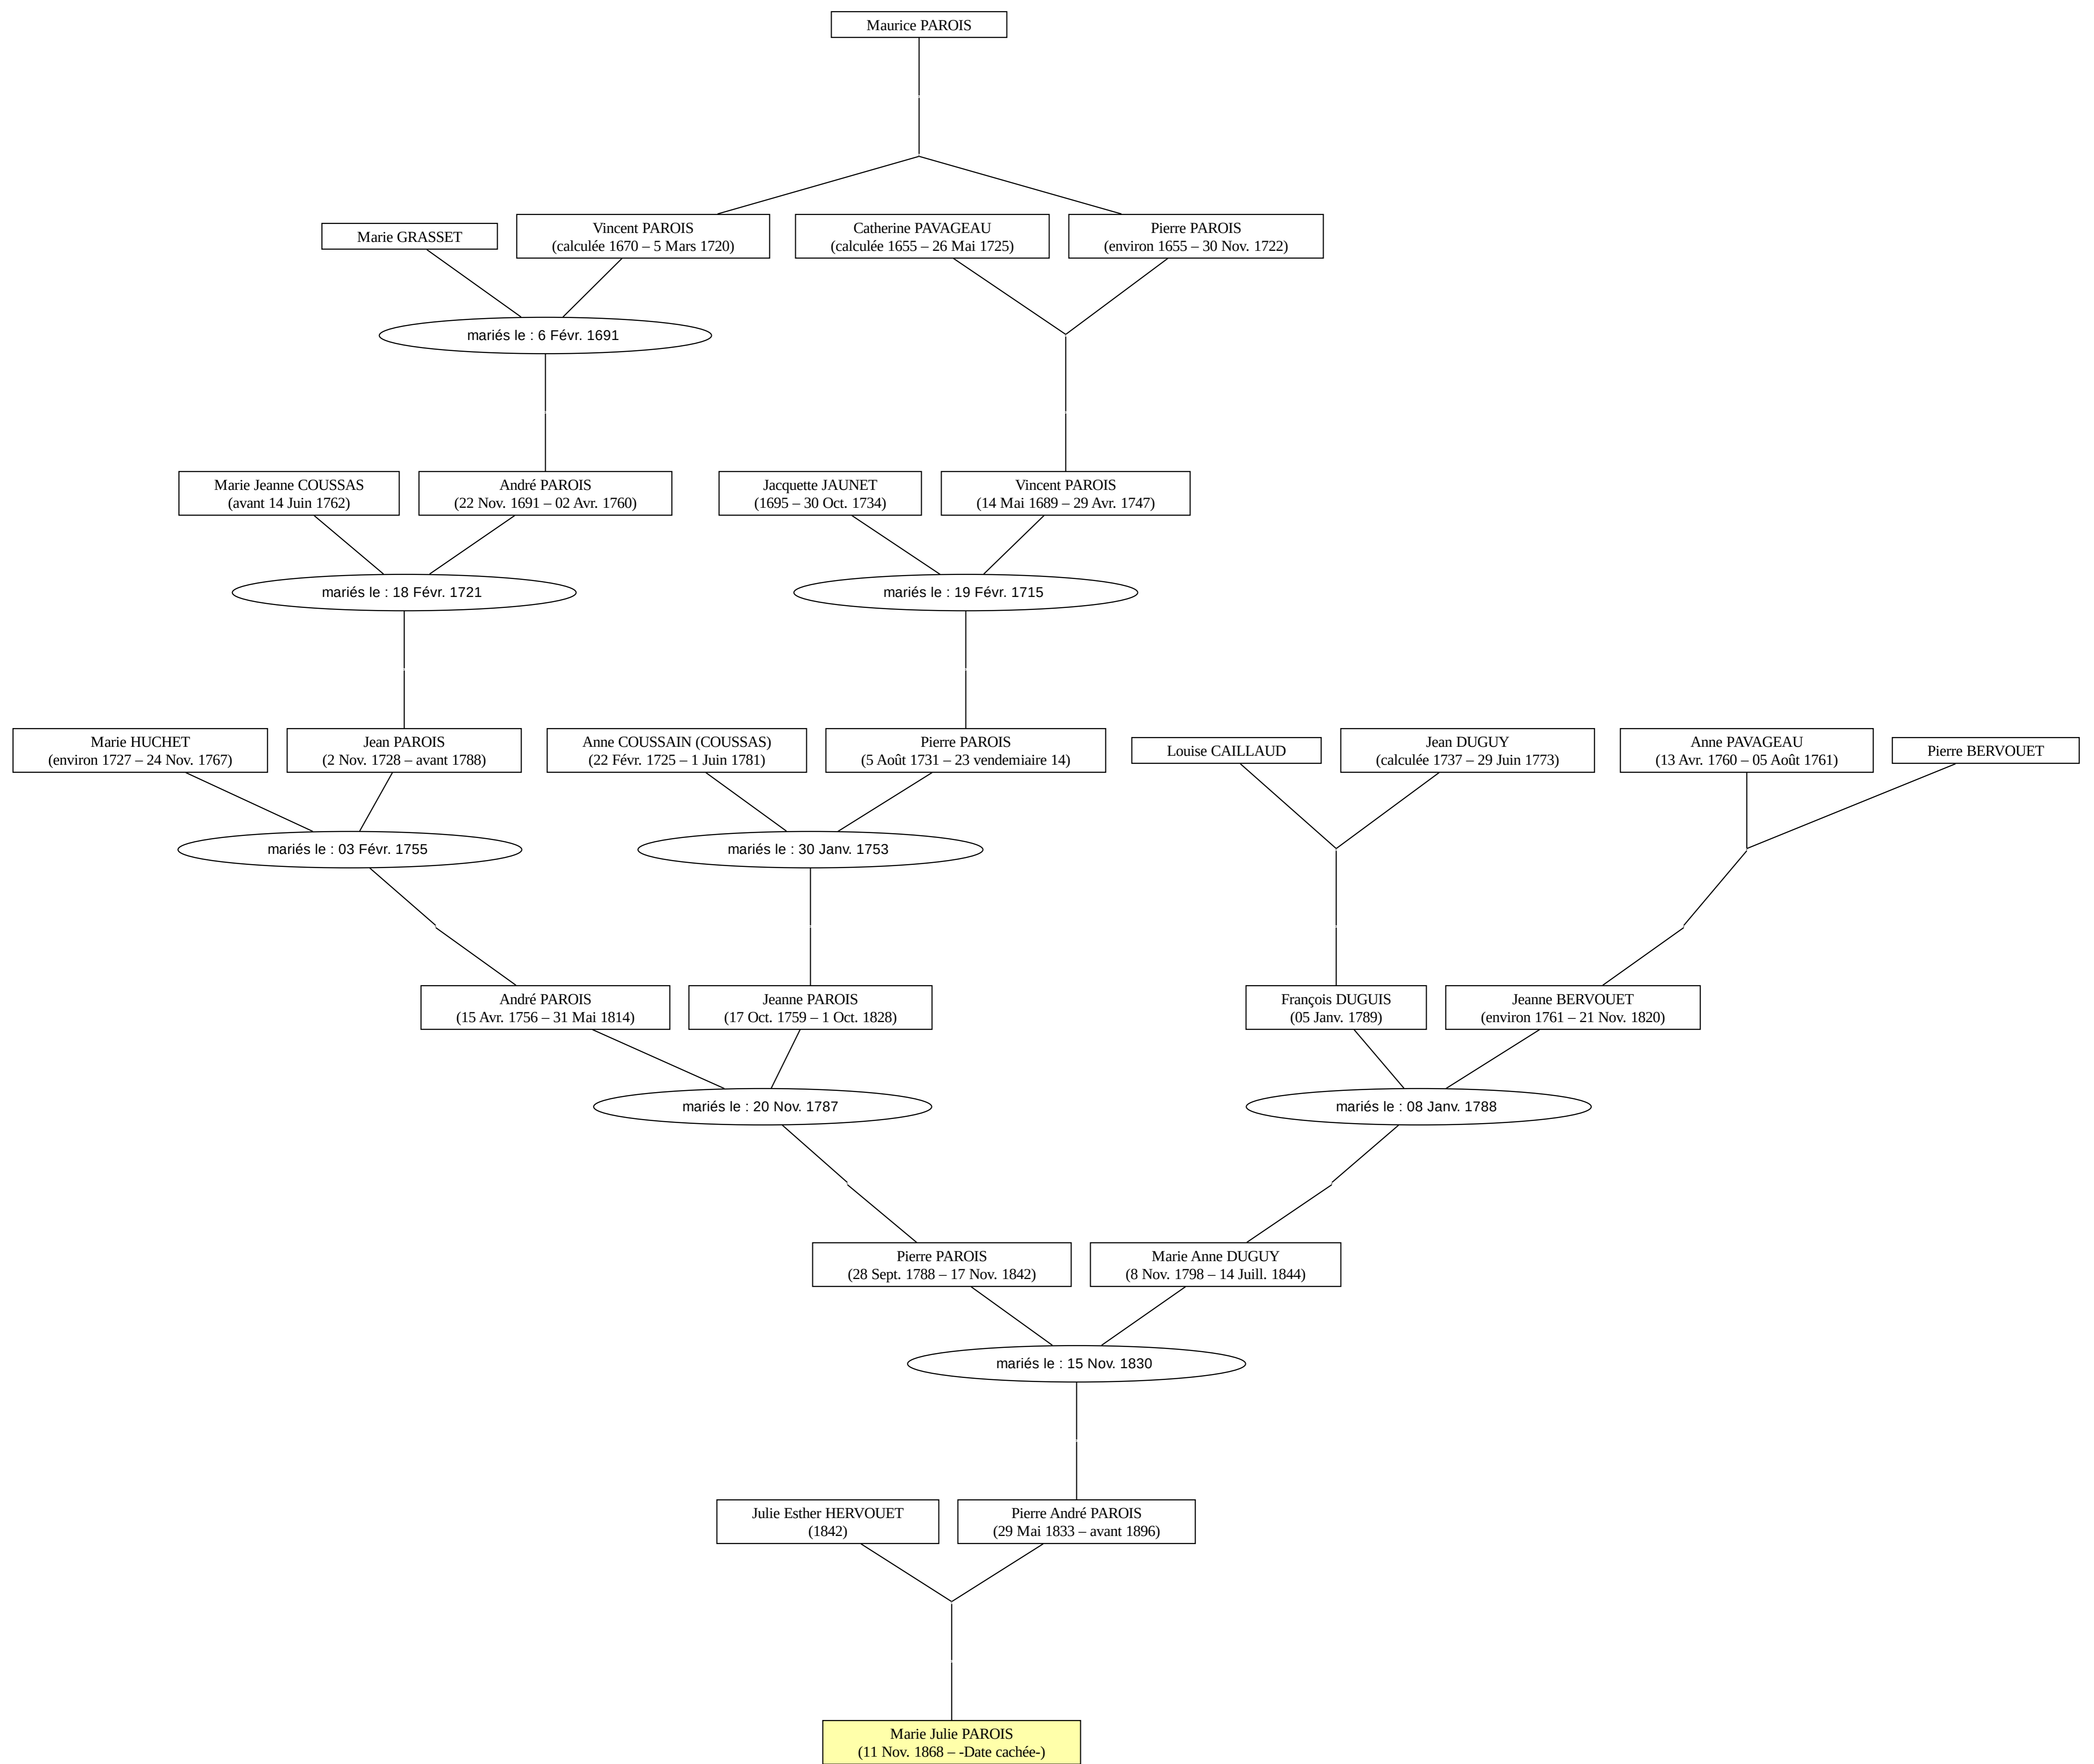 Maurice PAROIS
Marie GRASSET
Vincent PAROIS
(calculée 1670 – 5 Mars 1720)
Catherine PAVAGEAU
(calculée 1655 – 26 Mai 1725)
Pierre PAROIS
(environ 1655 – 30 Nov. 1722)
mariés le : 6 Févr. 1691
Marie Jeanne COUSSAS
(avant 14 Juin 1762)
André PAROIS
(22 Nov. 1691 – 02 Avr. 1760)
Jacquette JAUNET
(1695 – 30 Oct. 1734)
Vincent PAROIS
(14 Mai 1689 – 29 Avr. 1747)
mariés le : 18 Févr. 1721
mariés le : 19 Févr. 1715
Marie HUCHET
(environ 1727 – 24 Nov. 1767)
Jean PAROIS
(2 Nov. 1728 – avant 1788)
Anne COUSSAIN (COUSSAS)
(22 Févr. 1725 – 1 Juin 1781)
Pierre PAROIS
(5 Août 1731 – 23 vendemiaire 14)
Louise CAILLAUD
Jean DUGUY
(calculée 1737 – 29 Juin 1773)
Anne PAVAGEAU
(13 Avr. 1760 – 05 Août 1761)
Pierre BERVOUET
mariés le : 03 Févr. 1755
mariés le : 30 Janv. 1753
André PAROIS
(15 Avr. 1756 – 31 Mai 1814)
Jeanne PAROIS
(17 Oct. 1759 – 1 Oct. 1828)
François DUGUIS
(05 Janv. 1789)
Jeanne BERVOUET
(environ 1761 – 21 Nov. 1820)
mariés le : 20 Nov. 1787
mariés le : 08 Janv. 1788
Pierre PAROIS
(28 Sept. 1788 – 17 Nov. 1842)
Marie Anne DUGUY
(8 Nov. 1798 – 14 Juill. 1844)
mariés le : 15 Nov. 1830
Julie Esther HERVOUET
(1842)
Pierre André PAROIS
(29 Mai 1833 – avant 1896)
Marie Julie PAROIS
(11 Nov. 1868 – -Date cachée-)